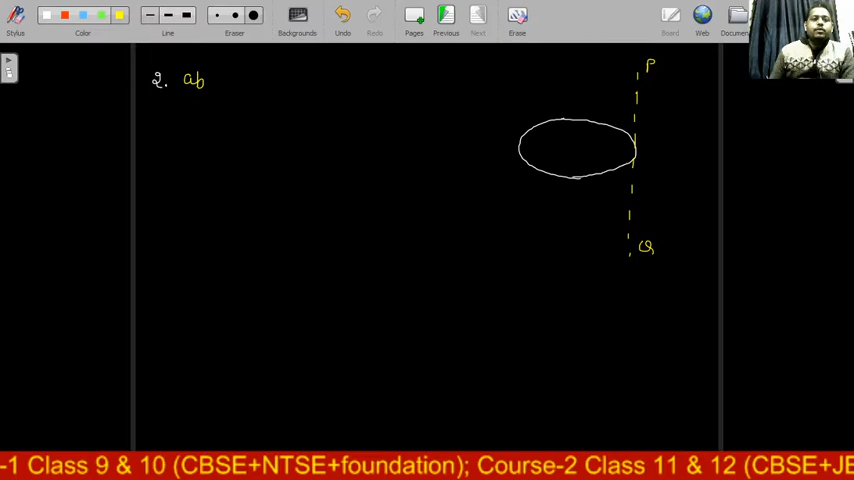 Style
Color
Line
Eraser
Backgrounds
Undo
Redo
Pages
Previous
Next
Erase
Board
Web
Documen
2. ab
P
Q
-1 Class 9 & 10 (CBSE+NTSE+foundation); Course-2 Class 11 & 12 (CBSE+JE